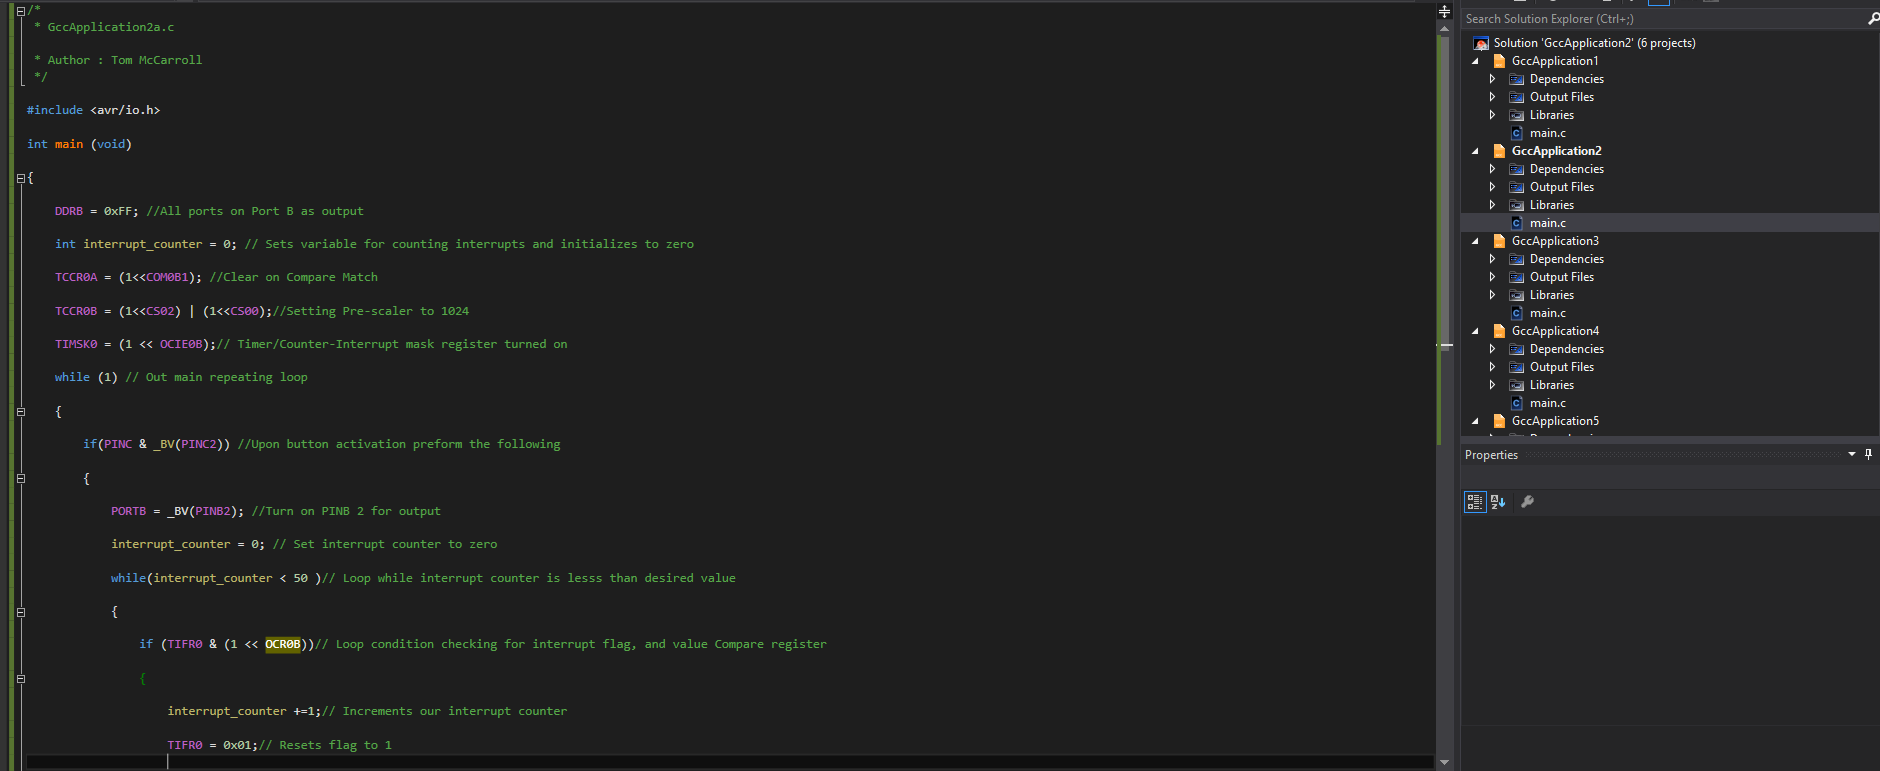 /*
* GccApplication2a.c
* Author : Tom McCarroll
*/
#include <avr/io.h>
int main (void)
{
DDRB = 0xFF; //All ports on Port B as output
int interrupt_counter = 0; // Sets variable for counting interrupts and initializes to zero
TCCR0A = (1<<COM0B1); //Clear on Compare Match
TCCR0B = (1<<CS02) | (1<<CS00);//Setting Pre-scaler to 1024
TIMSK0 = (1 << OCIE0B);// Timer/Counter-Interrupt mask register turned on
while (1) // Out main repeating loop
{
if(PINC & _BV(PINC2)) //Upon button activation preform the following
{
PORTB = _BV(PINB2); //Turn on PINB 2 for output
interrupt_counter = 0; // Set interrupt counter to zero
while(interrupt_counter < 50 )// Loop while interrupt counter is lesss than desired value
{
if (TIFR0 & (1 << OCR0B))// Loop condition checking for interrupt flag, and value Compare register
{
interrupt_counter +=1;// Increments our interrupt counter
TIFR0 = 0x01;// Resets flag to 1
Search Solution Explorer (Ctrl+;)
Solution 'GccApplication2' (6 projects)
GccApplication1
Dependencies
Output Files
Libraries
main.c
GccApplication2
Dependencies
Output Files
Libraries
main.c
GccApplication3
Dependencies
Output Files
Libraries
main.c
GccApplication4
Dependencies
Output Files
Libraries
main.c
GccApplication5
Properties